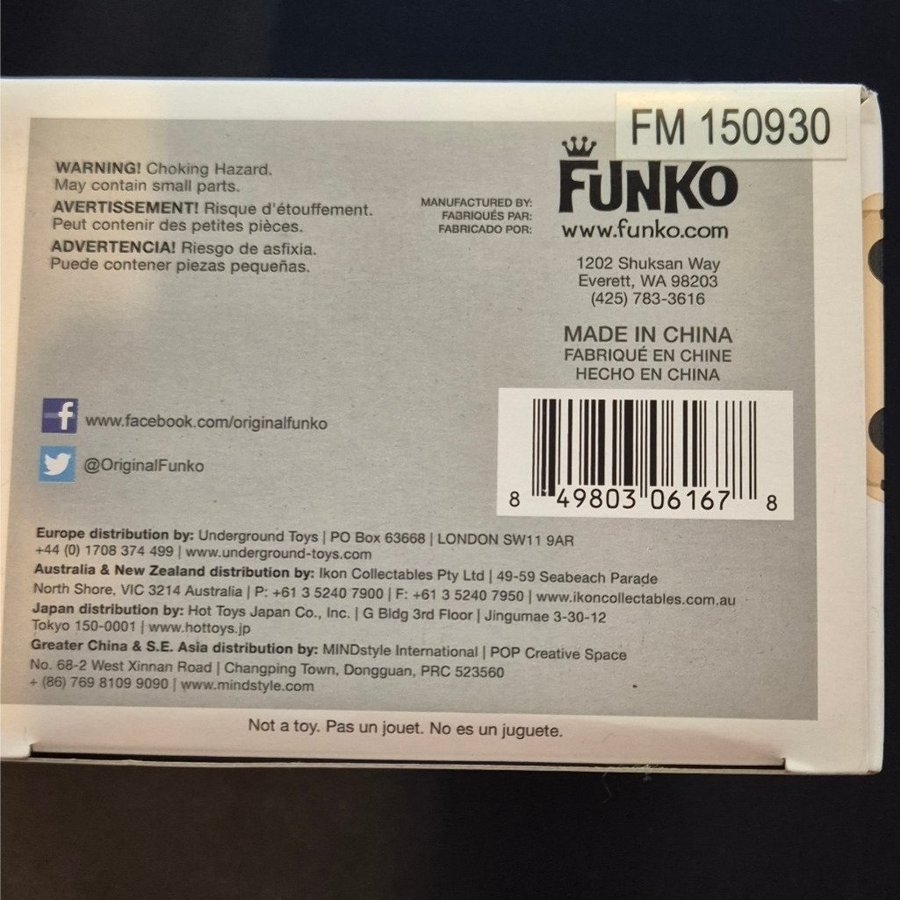 FM 150930
WARNING! Choking Hazard.
May contain small parts.
AVERTISSEMENT! Risque d'étouffement.
Peut contenir des petites pièces.
ADVERTENCIA! Riesgo de asfixia.
Puede contener piezas pequeñas.
MANUFACTURED BY:
FABRIQUÉS PAR:
FABRICADO POR:
FUNKO
www.funko.com
1202 Shuksan Way
Everett, WA 98203
(425) 783-3616
MADE IN CHINA
FABRIQUÉ EN CHINE
HECHO EN CHINA
8 49803 06167 8
f www.facebook.com/originalfunko
@OriginalFunko
Europe distribution by: Underground Toys | PO Box 63668 | LONDON SW11 9AR
+44 (0) 1708 374 499 | www.underground-toys.com
Australia & New Zealand distribution by: Ikon Collectables Pty Ltd | 49-59 Seabeach Parade
North Shore, VIC 3214 Australia | P: +61 3 5240 7900 | F: +61 3 5240 7950 | www.ikoncollectables.com.au
Japan distribution by: Hot Toys Japan Co., Inc. | G Bldg 3rd Floor | Jingumae 3-30-12
Tokyo 150-0001 | www.hottoys.jp
Greater China & S.E. Asia distribution by: MINDstyle International | POP Creative Space
No. 68-2 West Xinnan Road | Changping Town, Dongguan, PRC 523560
+ (86) 769 8109 9090 | www.mindstyle.com
Not a toy. Pas un jouet. No es un juguete.